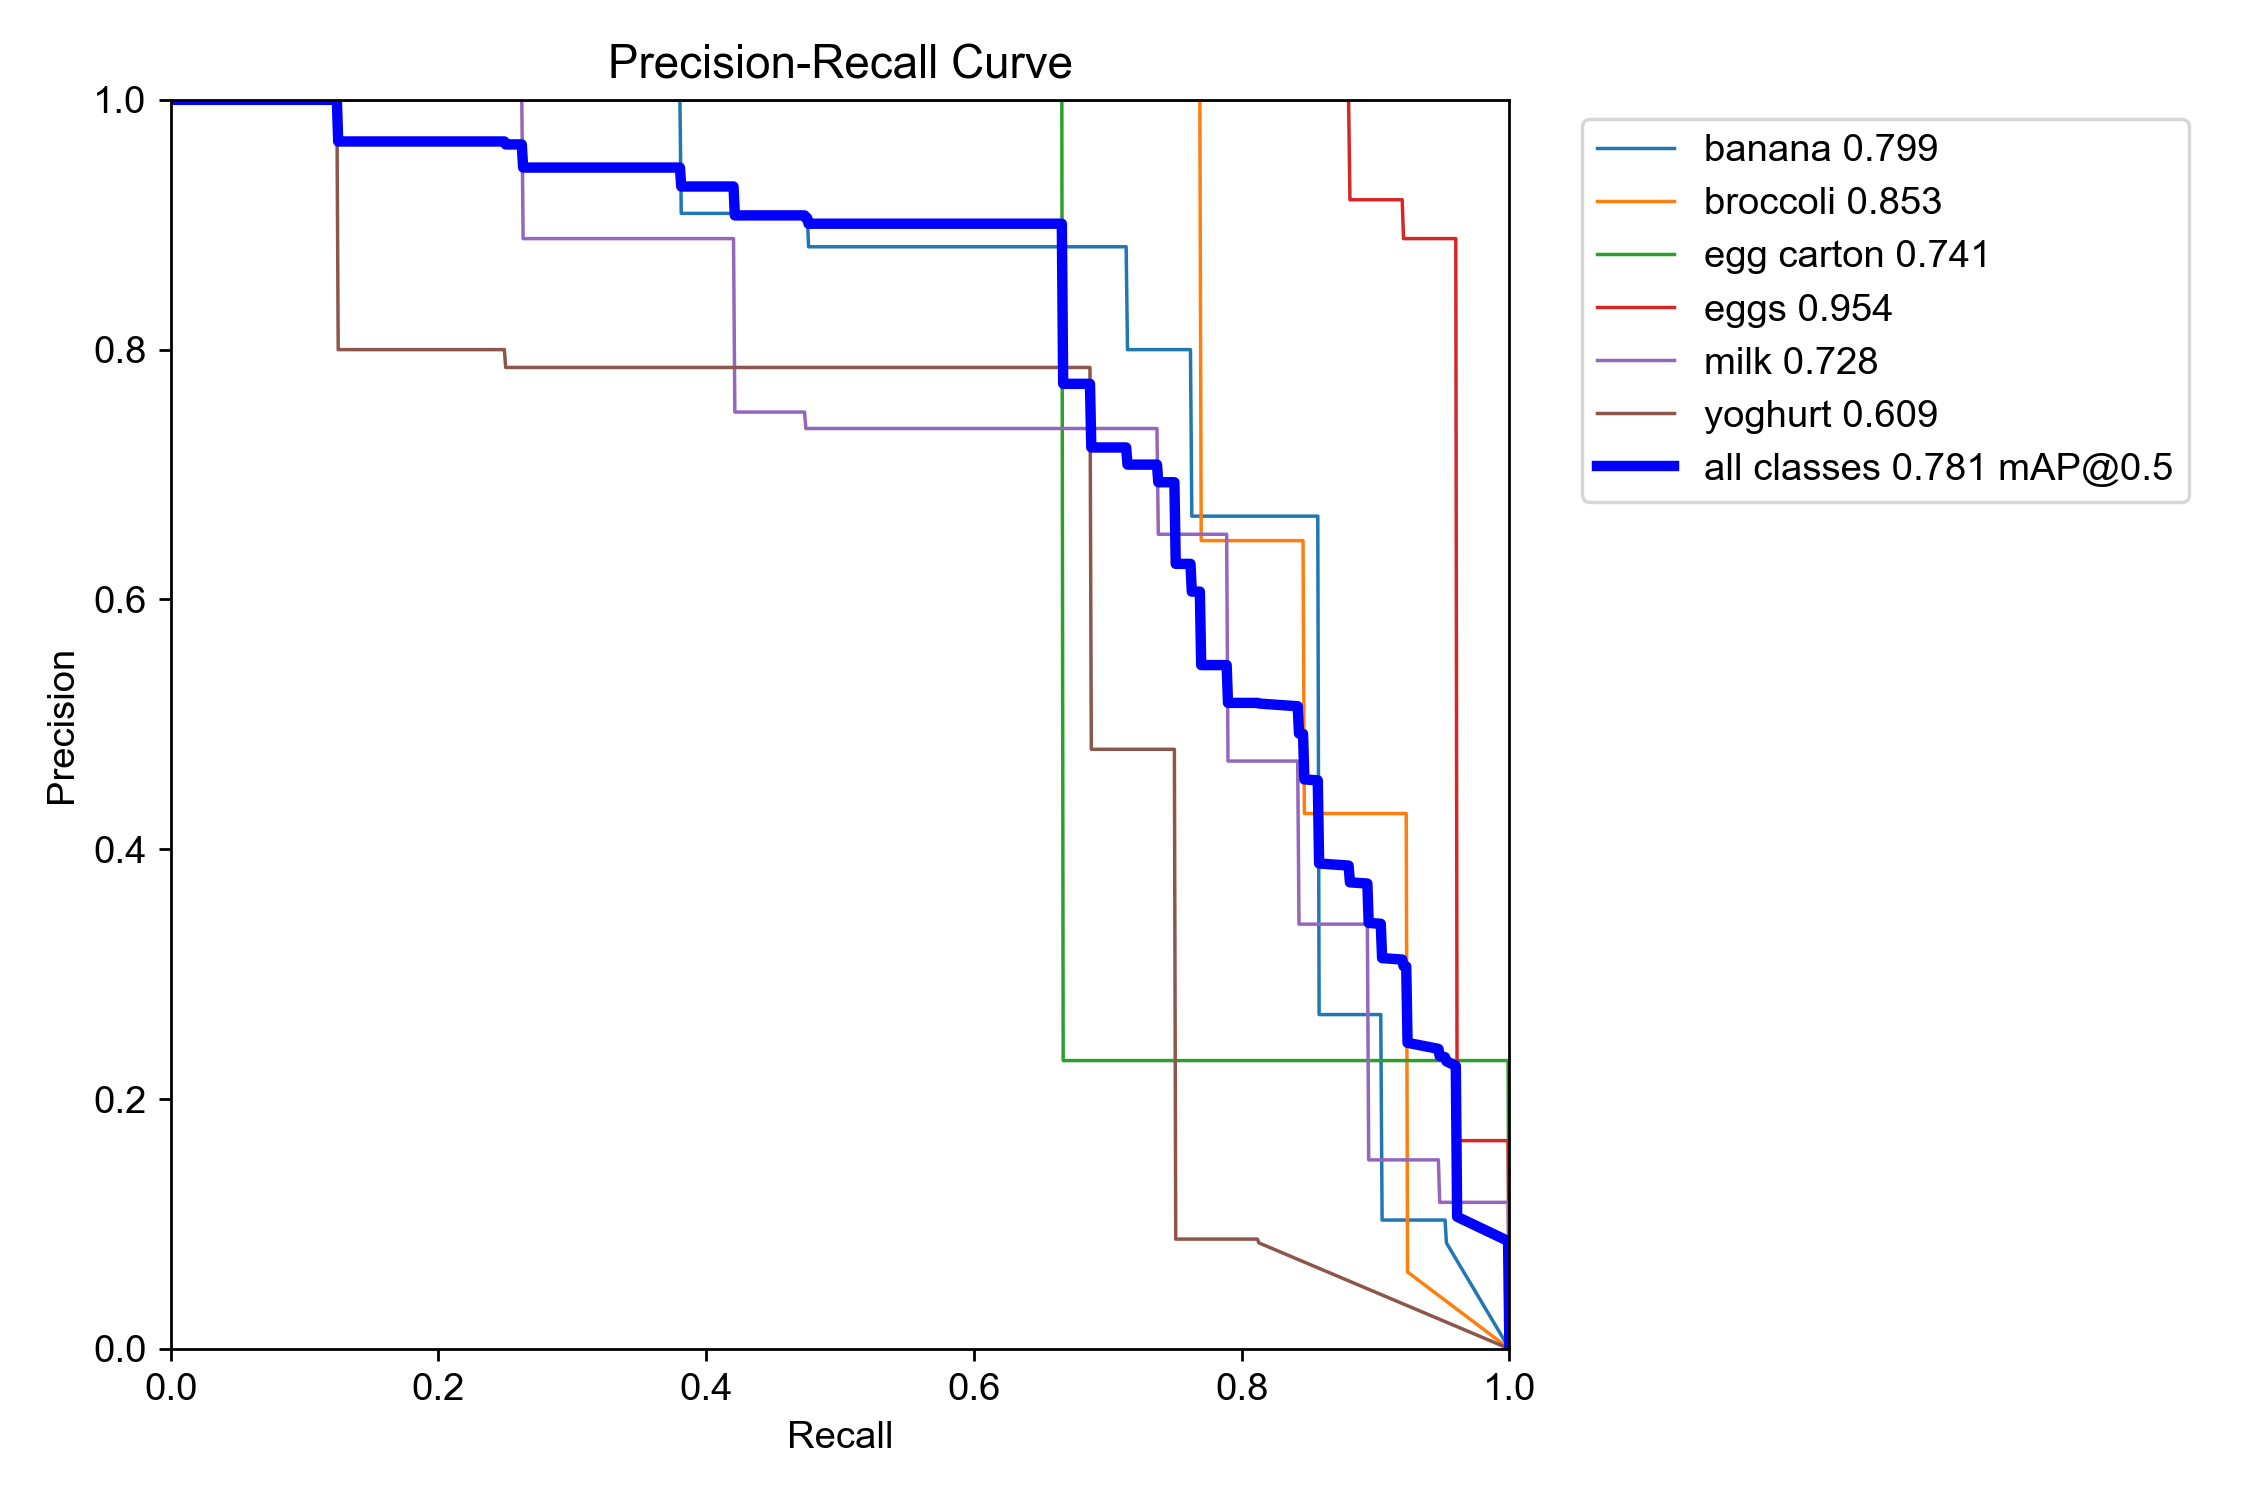 Precision-Recall Curve
1.0
0.8
0.6
0.4
0.2
0.0
Precision
0.0 0.2 0.4 0.6 0.8 1.0
Recall
banana 0.799
broccoli 0.853
egg carton 0.741
eggs 0.954
milk 0.728
yoghurt 0.609
all classes 0.781 mAP@0.5